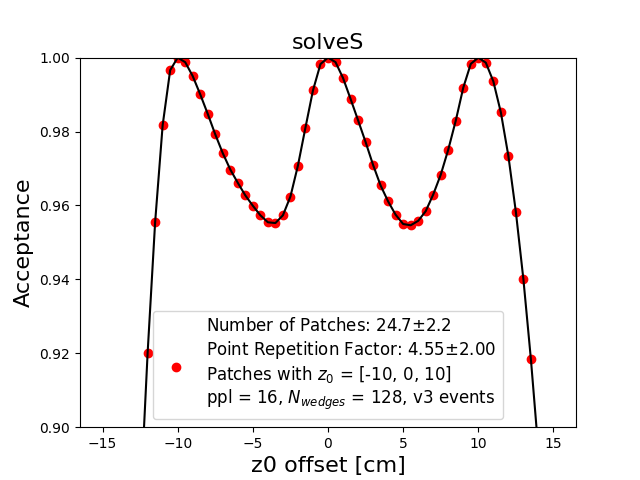 solveS
1.00
0.98
0.96
0.94
0.92
0.90
Acceptance
Number of Patches: 24.7±2.2
Point Repetition Factor: 4.55±2.00
Patches with z₀ = [-10, 0, 10]
ppl = 16, N_wedges = 128, v3 events
−15 −10 −5 0 5 10 15
z0 offset [cm]